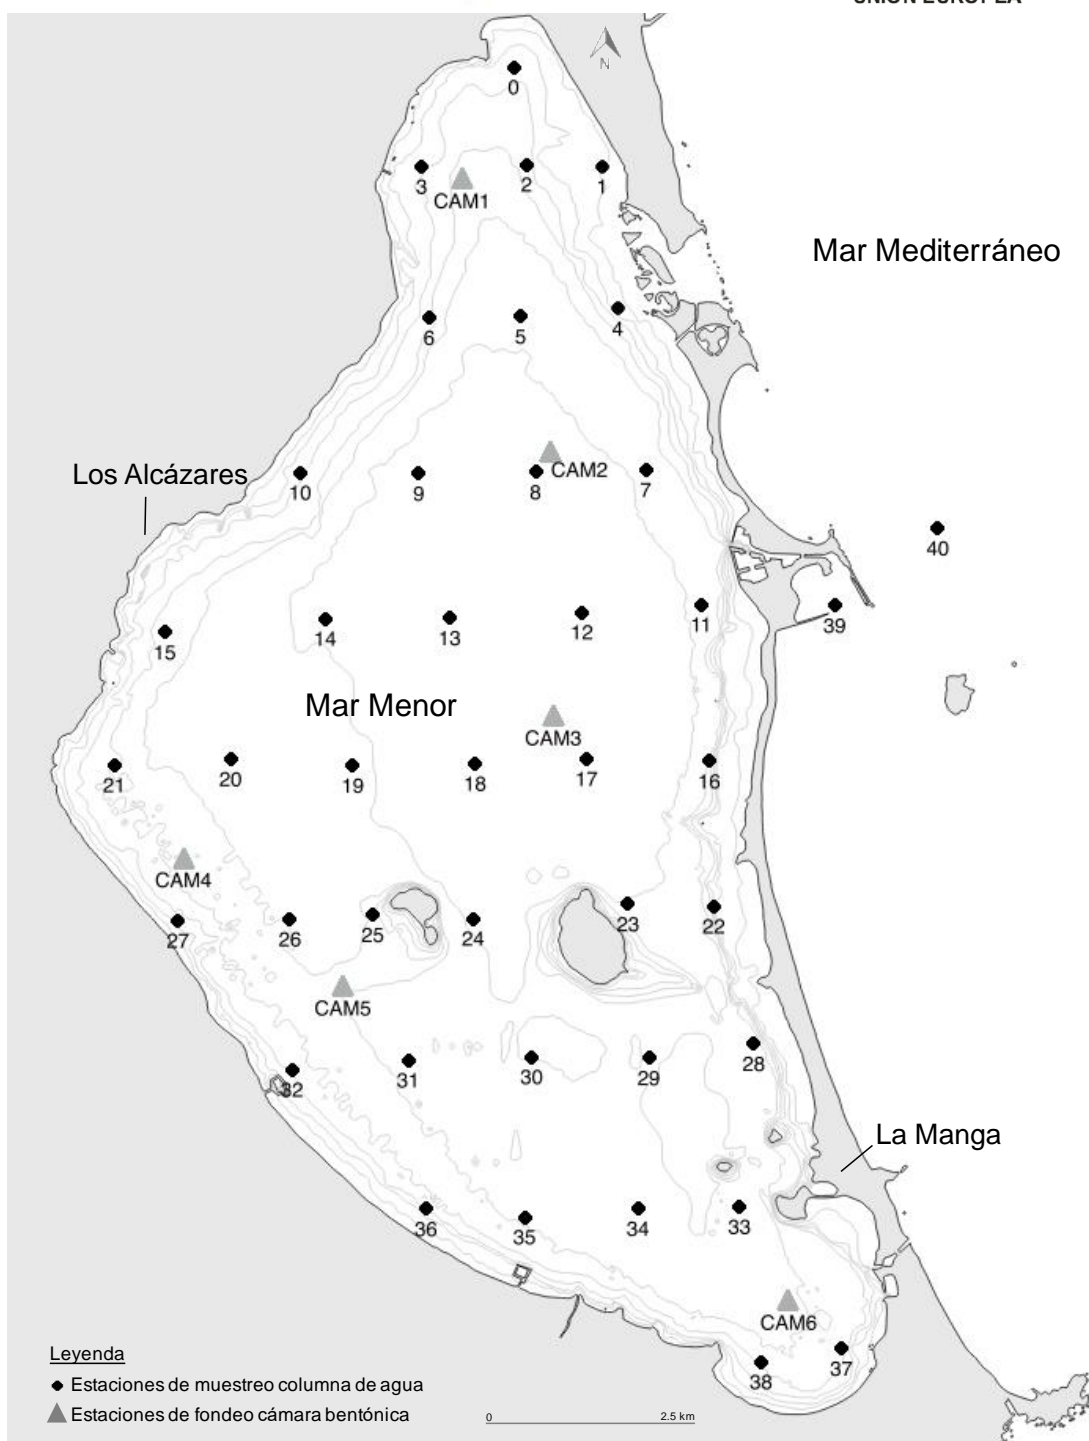 UNIÓN EUROPEA
N
0
3
CAM1
2
1
Mar Mediterráneo
6
5
4
Los Alcázares
10
9
8
CAM2
7
40
15
14
13
12
11
39
Mar Menor
CAM3
21
20
19
18
17
16
CAM4
27
26
25
24
23
22
CAM5
32
31
30
29
28
La Manga
36
35
34
33
CAM6
38
37
Leyenda
Estaciones de muestreo columna de agua
Estaciones de fondeo cámara bentónica
0 2.5 km